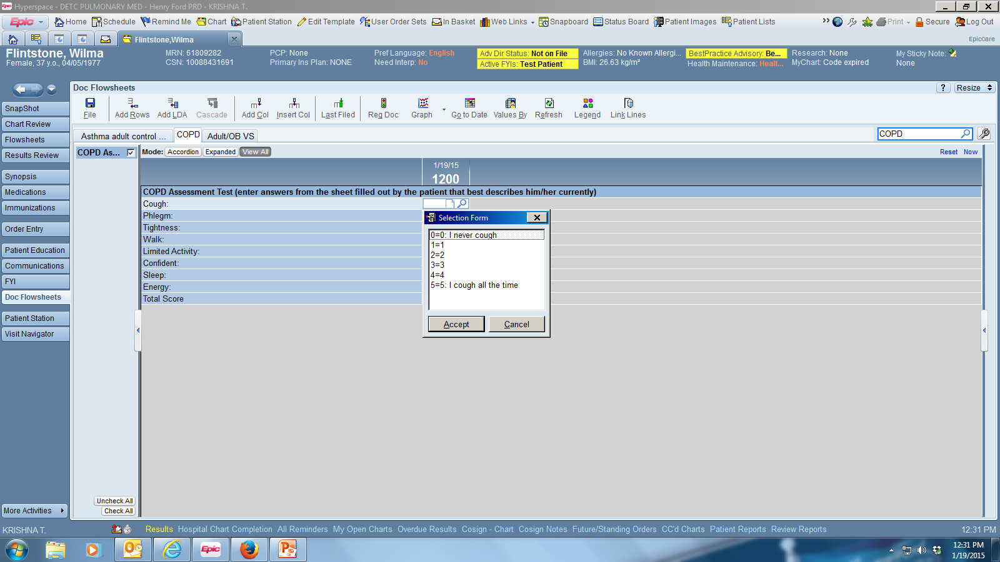 Epic Hyperspace - DETC PULMONARY MED - Henry Ford PRD - KRISHNA T.
Epic Home Schedule Remind Me Chart Patient Station Edit Template User Order Sets In Basket Web Links Snapboard Status Board Patient Images Patient Lists » Print Secure Log Out
Flintstone,Wilma EpicCare
Flintstone, Wilma
Female, 37 y.o., 04/05/1977
MRN: 61809282
CSN: 10088431691
PCP: None
Primary Ins Plan: NONE
Pref Language: English
Need Interp: No
Adv Dir Status: Not on File
Active FYIs: Test Patient
Allergies: No Known Allergi...
BMI: 26.63 kg/m²
BestPractice Advisory: Be...
Health Maintenance: Healt...
Research: None
MyChart: Code expired
My Sticky Note:
None
Doc Flowsheets ? Resize
File Add Rows Add LDA Cascade Add Col Insert Col Last Filed Req Doc Graph Go to Date Values By Refresh Legend Link Lines
Asthma adult control ... COPD Adult/OB VS COPD
SnapShot
Chart Review
Flowsheets
Results Review
Synopsis
Medications
Immunizations
Order Entry
Patient Education
Communications
FYI
Doc Flowsheets
Patient Station
Visit Navigator
More Activities
COPD As...
Uncheck All
Check All
Mode: Accordion Expanded View All Reset Now
1/19/15
1200
COPD Assessment Test (enter answers from the sheet filled out by the patient that best describes him/her currently)
Cough:
Phlegm:
Tightness:
Walk:
Limited Activity:
Confident:
Sleep:
Energy:
Total Score
Selection Form
0=0: I never cough
1=1
2=2
3=3
4=4
5=5: I cough all the time
Accept Cancel
KRISHNA T. Results Hospital Chart Completion All Reminders My Open Charts Overdue Results Cosign - Chart Cosign Notes Future/Standing Orders CC'd Charts Patient Reports Review Reports 12:31 PM
Epic
12:31 PM
1/19/2015